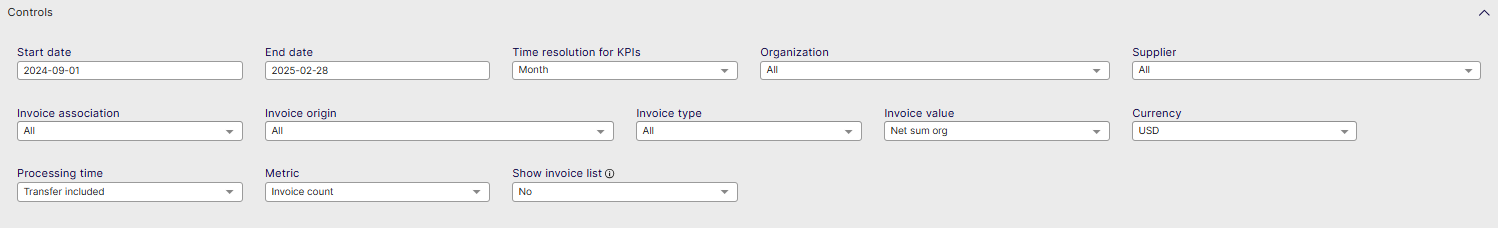 Controls
Start date End date Time resolution for KPIs Organization Supplier
2024-09-01 2025-02-28 Month All All
Invoice association Invoice origin Invoice type Invoice value Currency
All All All Net sum org USD
Processing time Metric Show invoice list
Transfer included Invoice count No